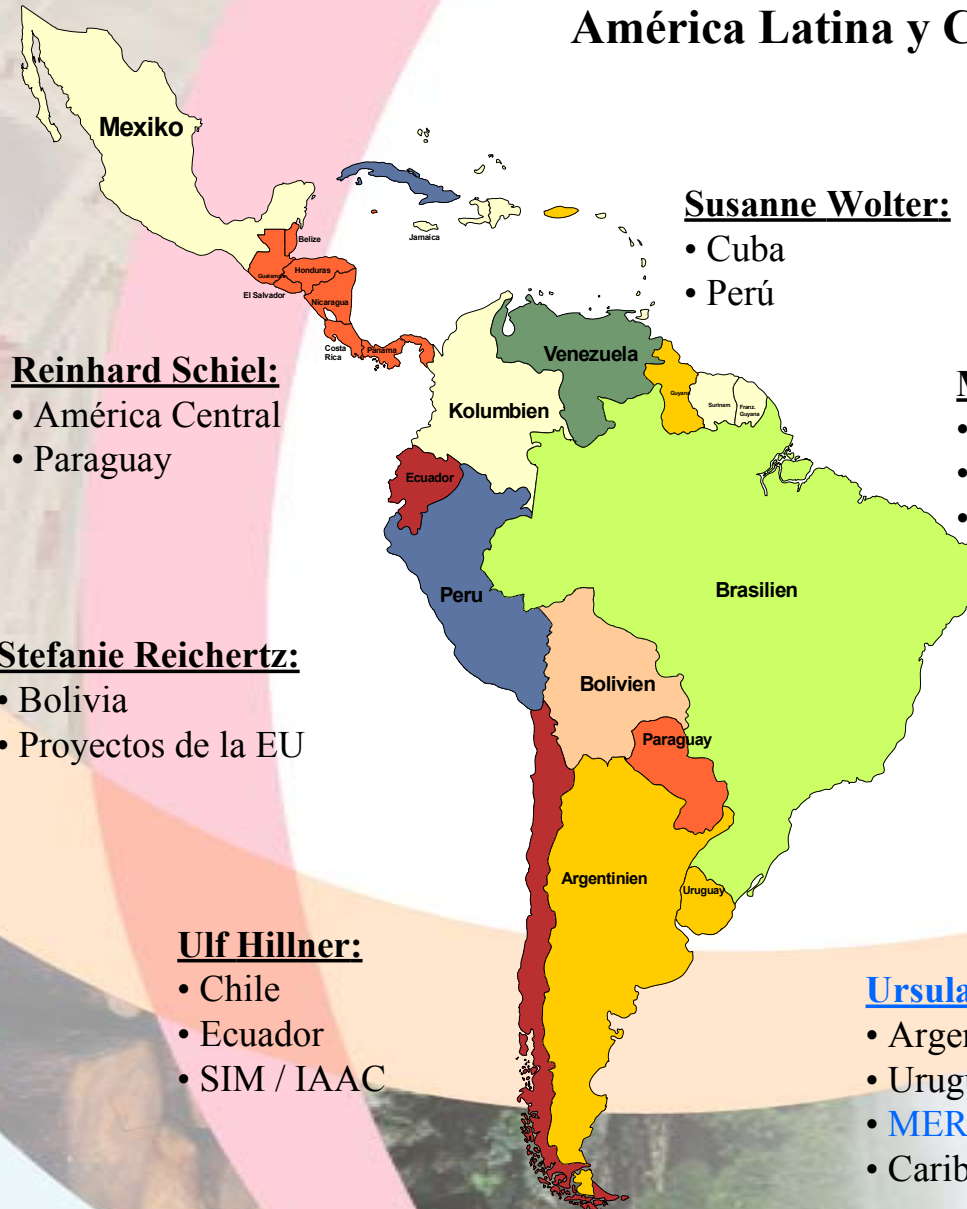 América Latina y C
Mexiko
Belize
Jamaica
Guatemala
Honduras
El Salvador
Nicaragua
Costa
Rica
Panama
Susanne Wolter:
• Cuba
• Perú
Venezuela
Guyana
Surinam
Franz.
Guyana
Kolumbien
Reinhard Schiel:
• América Central
• Paraguay
M
•
•
•
Ecuador
Peru
Brasilien
Stefanie Reichertz:
• Bolivia
• Proyectos de la EU
Bolivien
Paraguay
Argentinien
Uruguay
Ulf Hillner:
• Chile
• Ecuador
• SIM / IAAC
Ursula
• Argen
• Urugu
• MER
• Carib